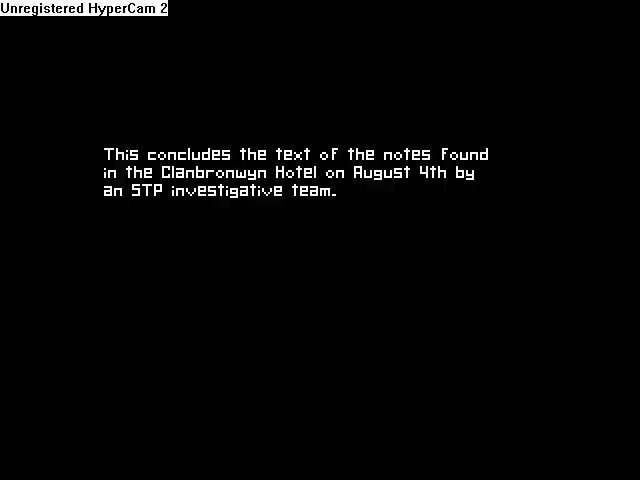 Unregistered HyperCam 2
This concludes the text of the notes found
in the Clanbronwyn Hotel on August 4th by
an STP investigative team.